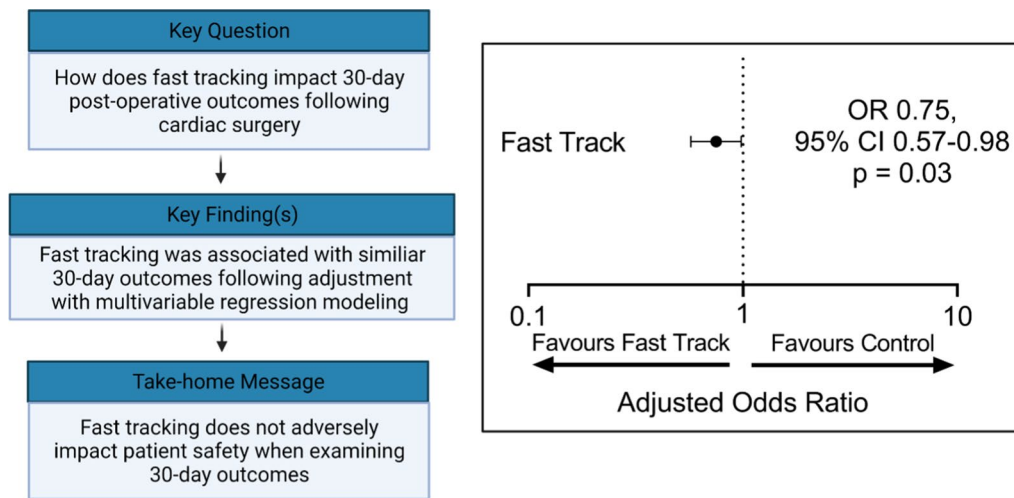 Key Question
How does fast tracking impact 30-day
post-operative outcomes following
cardiac surgery
Key Finding(s)
Fast tracking was associated with similiar
30-day outcomes following adjustment
with multivariable regression modeling
Take-home Message
Fast tracking does not adversely
impact patient safety when examining
30-day outcomes
Fast Track
OR 0.75,
95% CI 0.57-0.98
p = 0.03
0.1
1
10
Favours Fast Track
Favours Control
Adjusted Odds Ratio